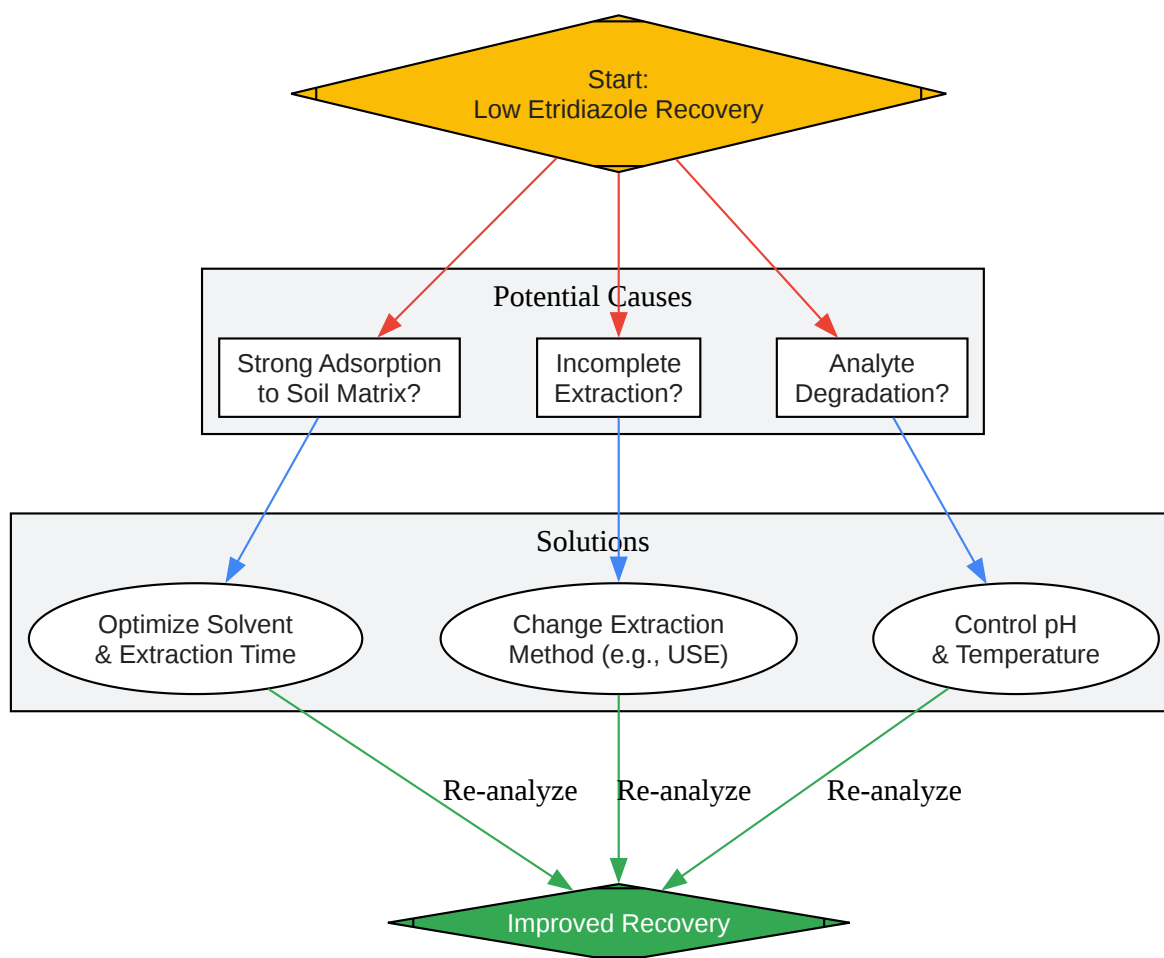 Start:
Low Etridiazole Recovery
Potential Causes
Strong Adsorption
to Soil Matrix?
Incomplete
Extraction?
Analyte
Degradation?
Solutions
Optimize Solvent
& Extraction Time
Change Extraction
Method (e.g., USE)
Control pH
& Temperature
Re-analyze
Re-analyze
Re-analyze
Improved Recovery